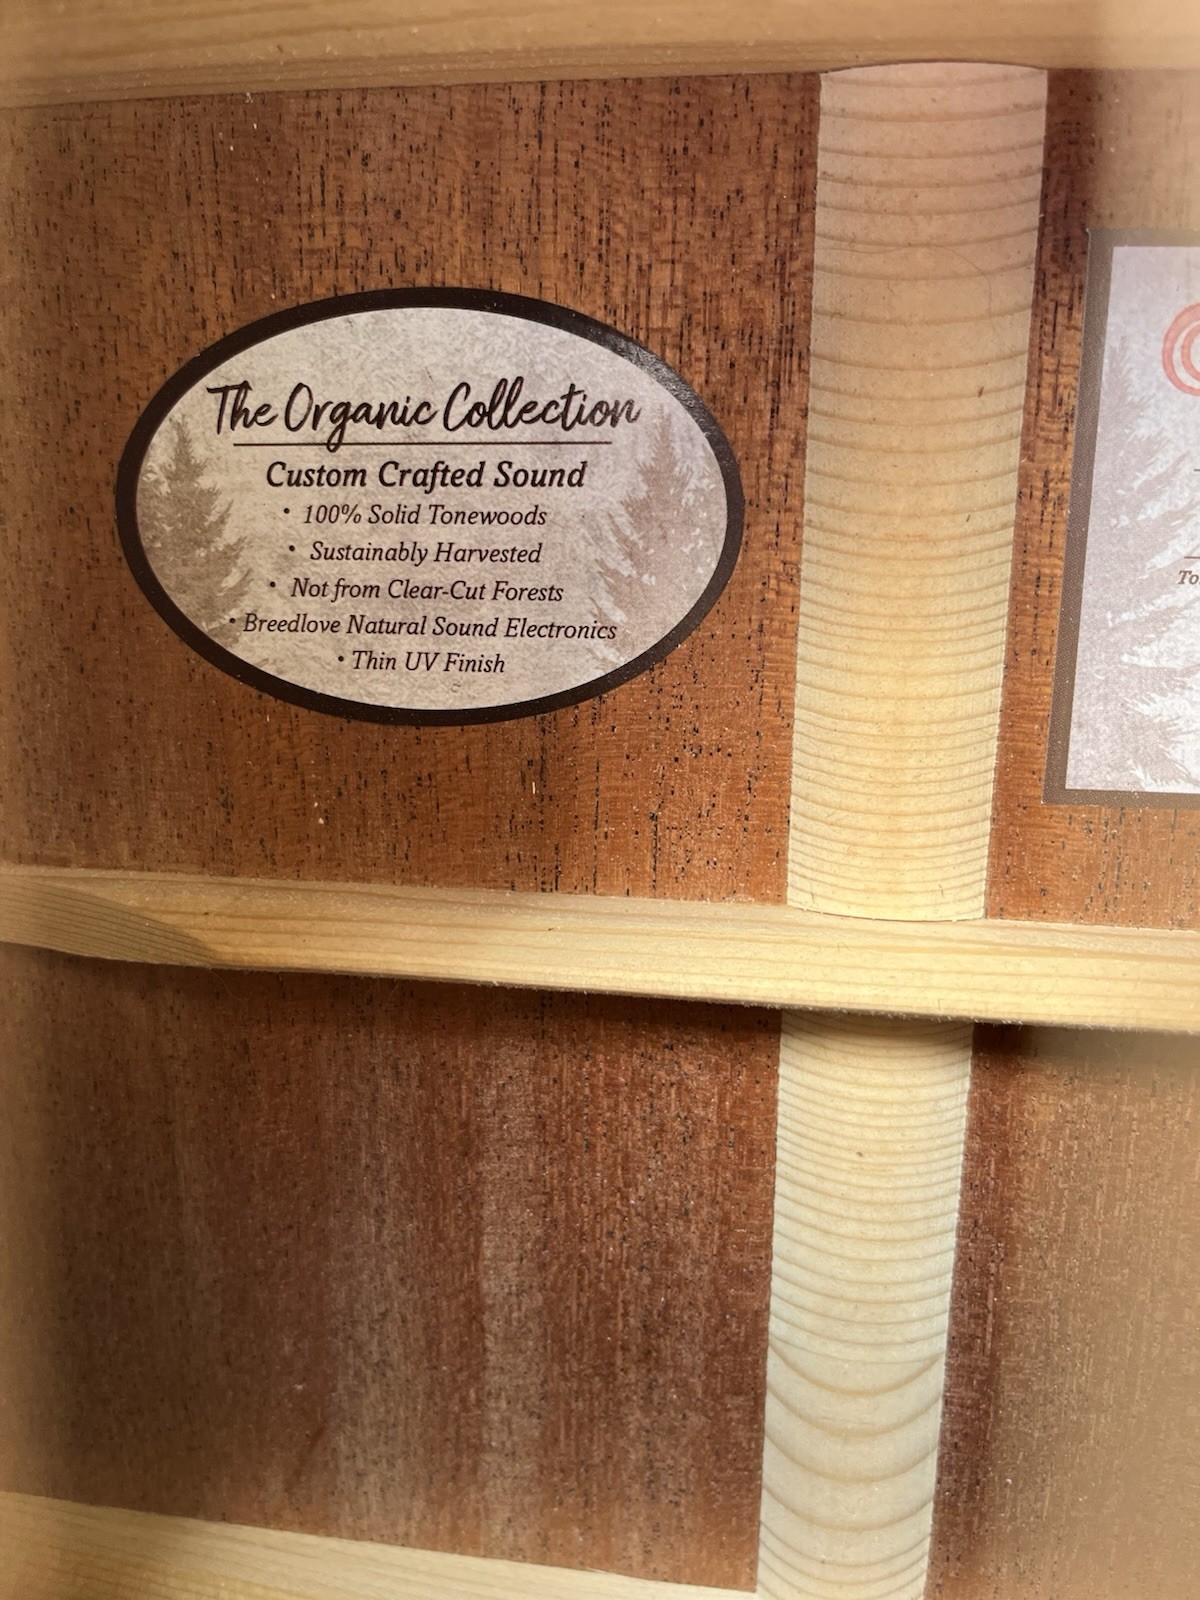 The Organic Collection
Custom Crafted Sound
• 100% Solid Tonewoods
• Sustainably Harvested
• Not from Clear-Cut Forests
• Breedlove Natural Sound Electronics
• Thin UV Finish